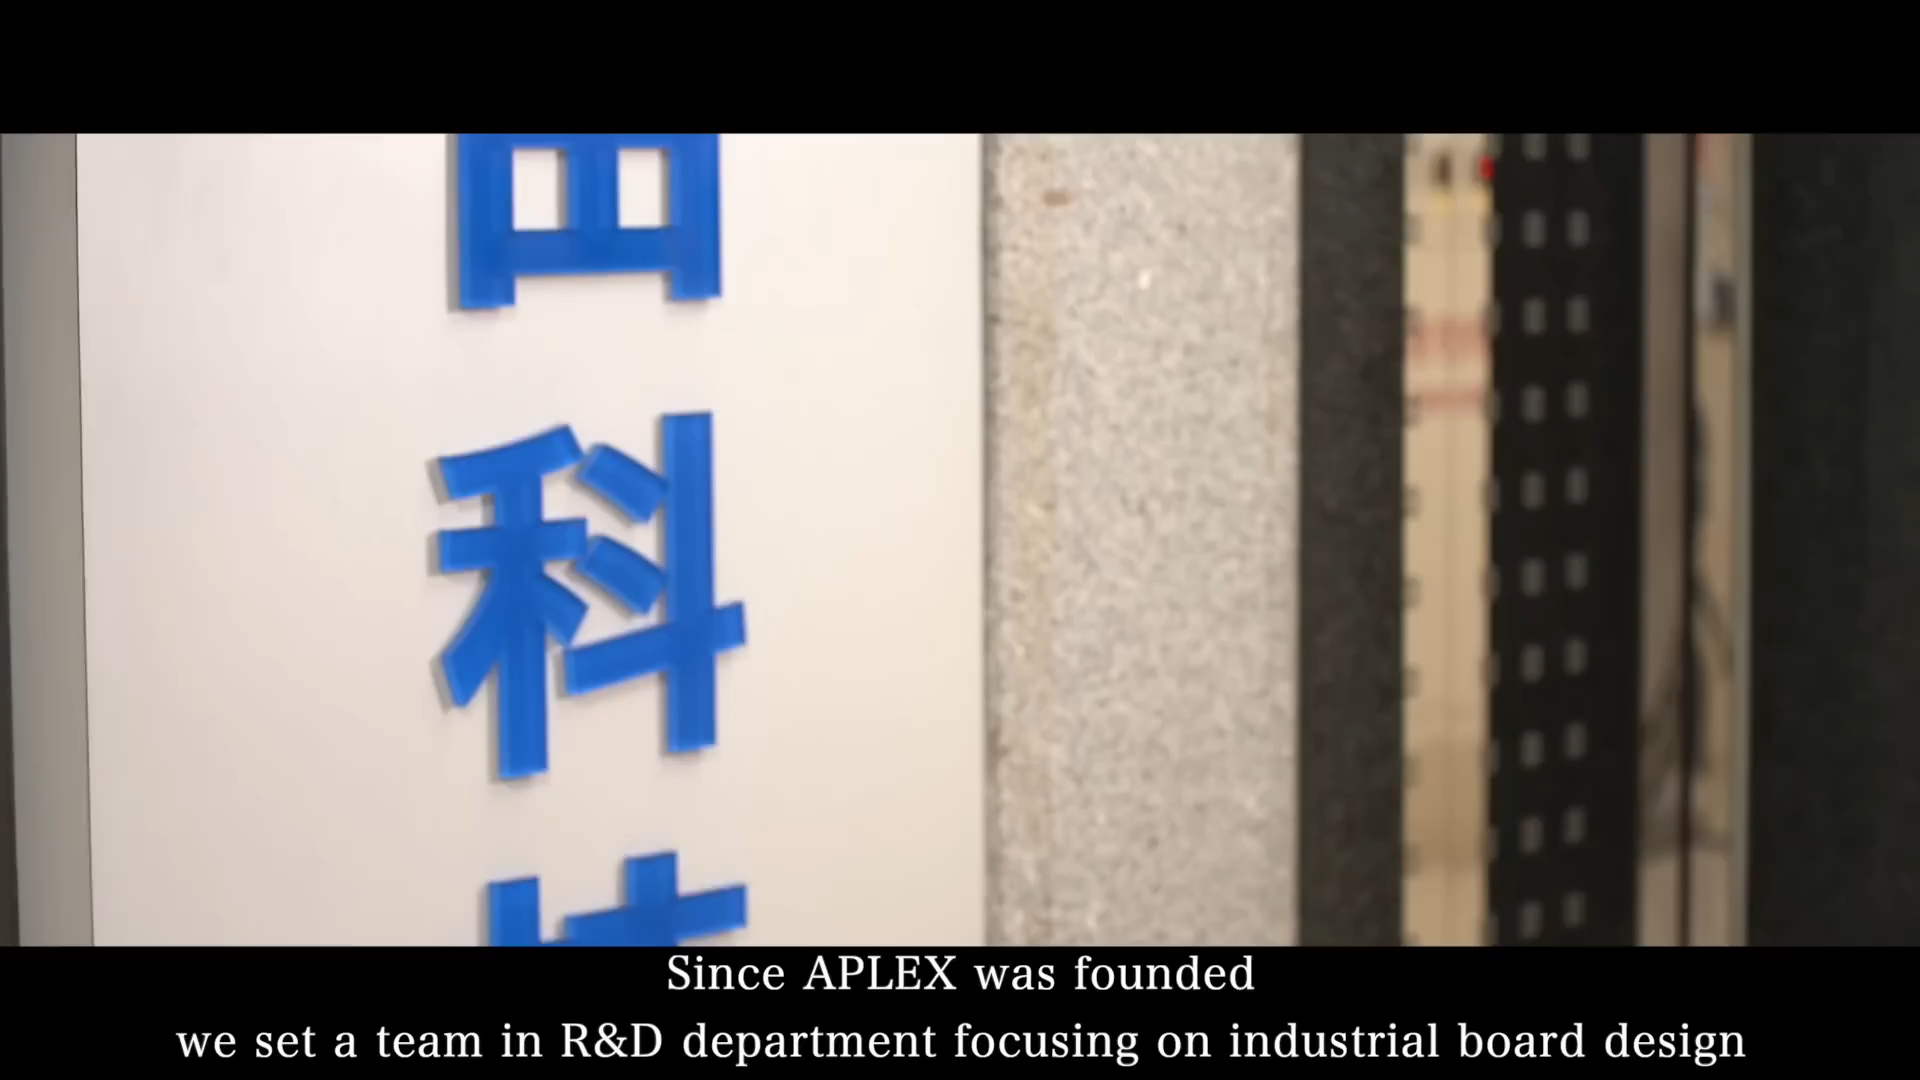 科
Since APLEX was founded
we set a team in R&D department focusing on industrial board design